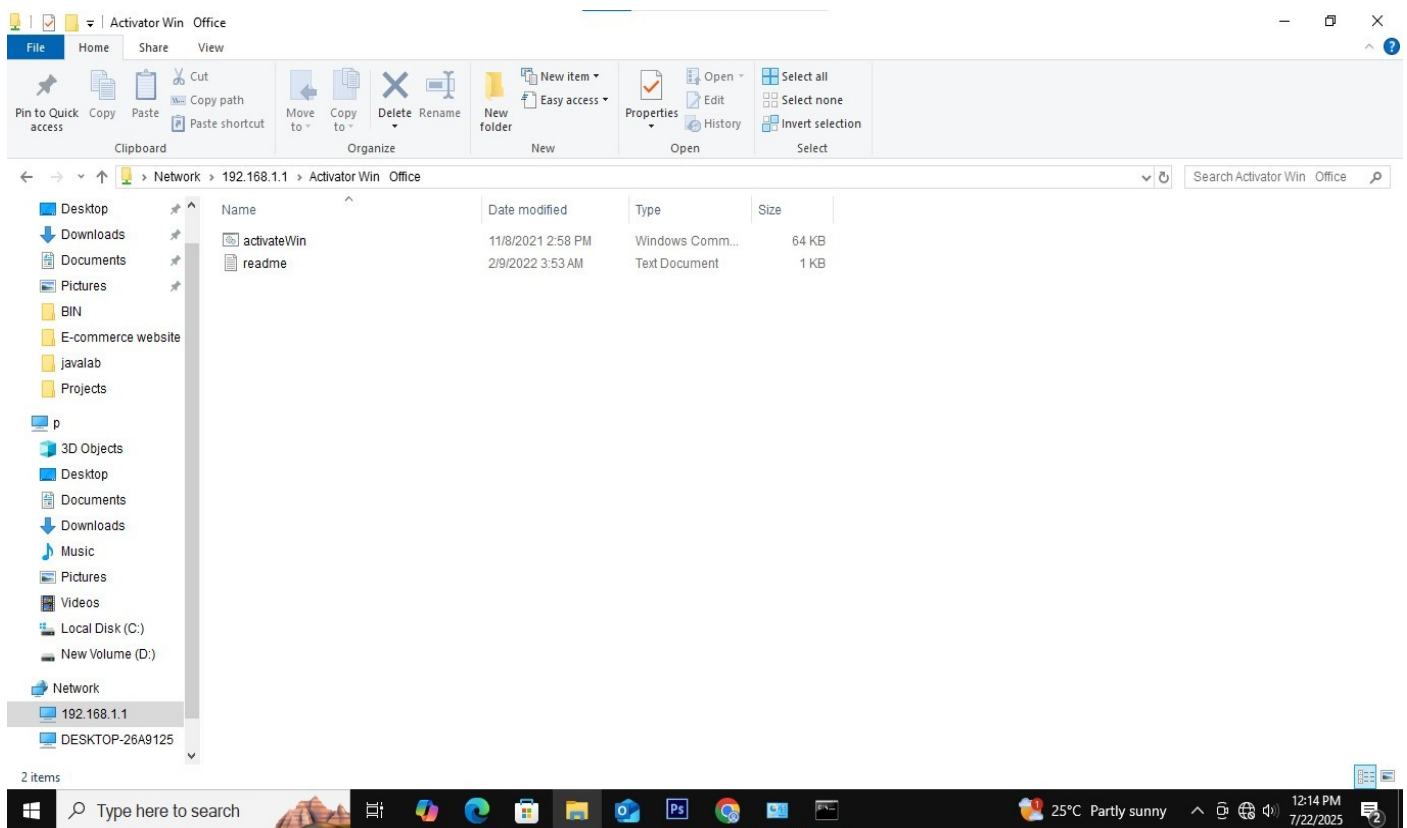 Activator Win Office
File Home Share View
Pin to Quick access
Copy
Paste
Cut
Copy path
Paste shortcut
Clipboard
Move to
Copy to
Delete
Rename
Organize
New folder
New item
Easy access
New
Properties
Open
Edit
History
Open
Select all
Select none
Invert selection
Select
Network > 192.168.1.1 > Activator Win Office
Search Activator Win Office
Desktop
Downloads
Documents
Pictures
BIN
E-commerce website
javalab
Projects
p
3D Objects
Desktop
Documents
Downloads
Music
Pictures
Videos
Local Disk (C:)
New Volume (D:)
Network
192.168.1.1
DESKTOP-26A9125
Name Date modified Type Size
activateWin 11/8/2021 2:58 PM Windows Comm... 64 KB
readme 2/9/2022 3:53 AM Text Document 1 KB
2 items
Type here to search
Ps
1
25°C Partly sunny
12:14 PM
7/22/2025
2